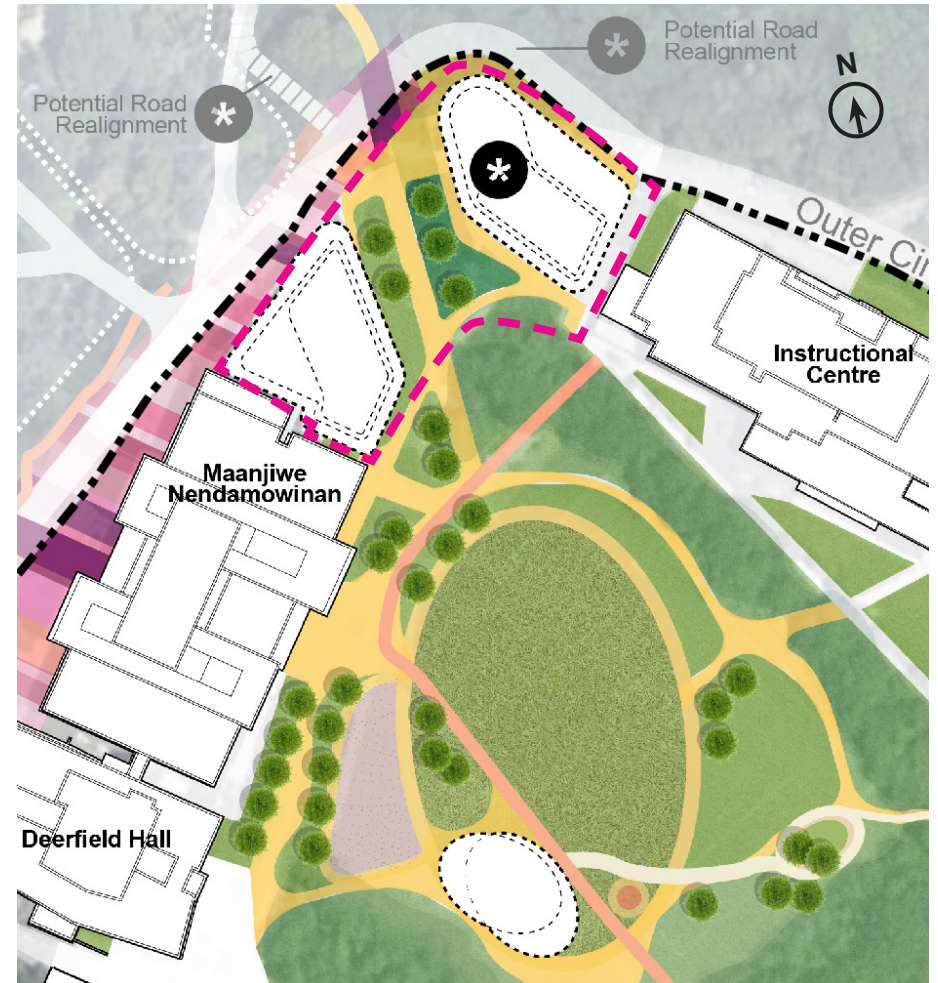 Potential Road
Realignment
*
Potential Road
Realignment
*
N
*
Outer Cir
Instructional
Centre
Maanjiwe
Nendamowinan
Deerfield Hall